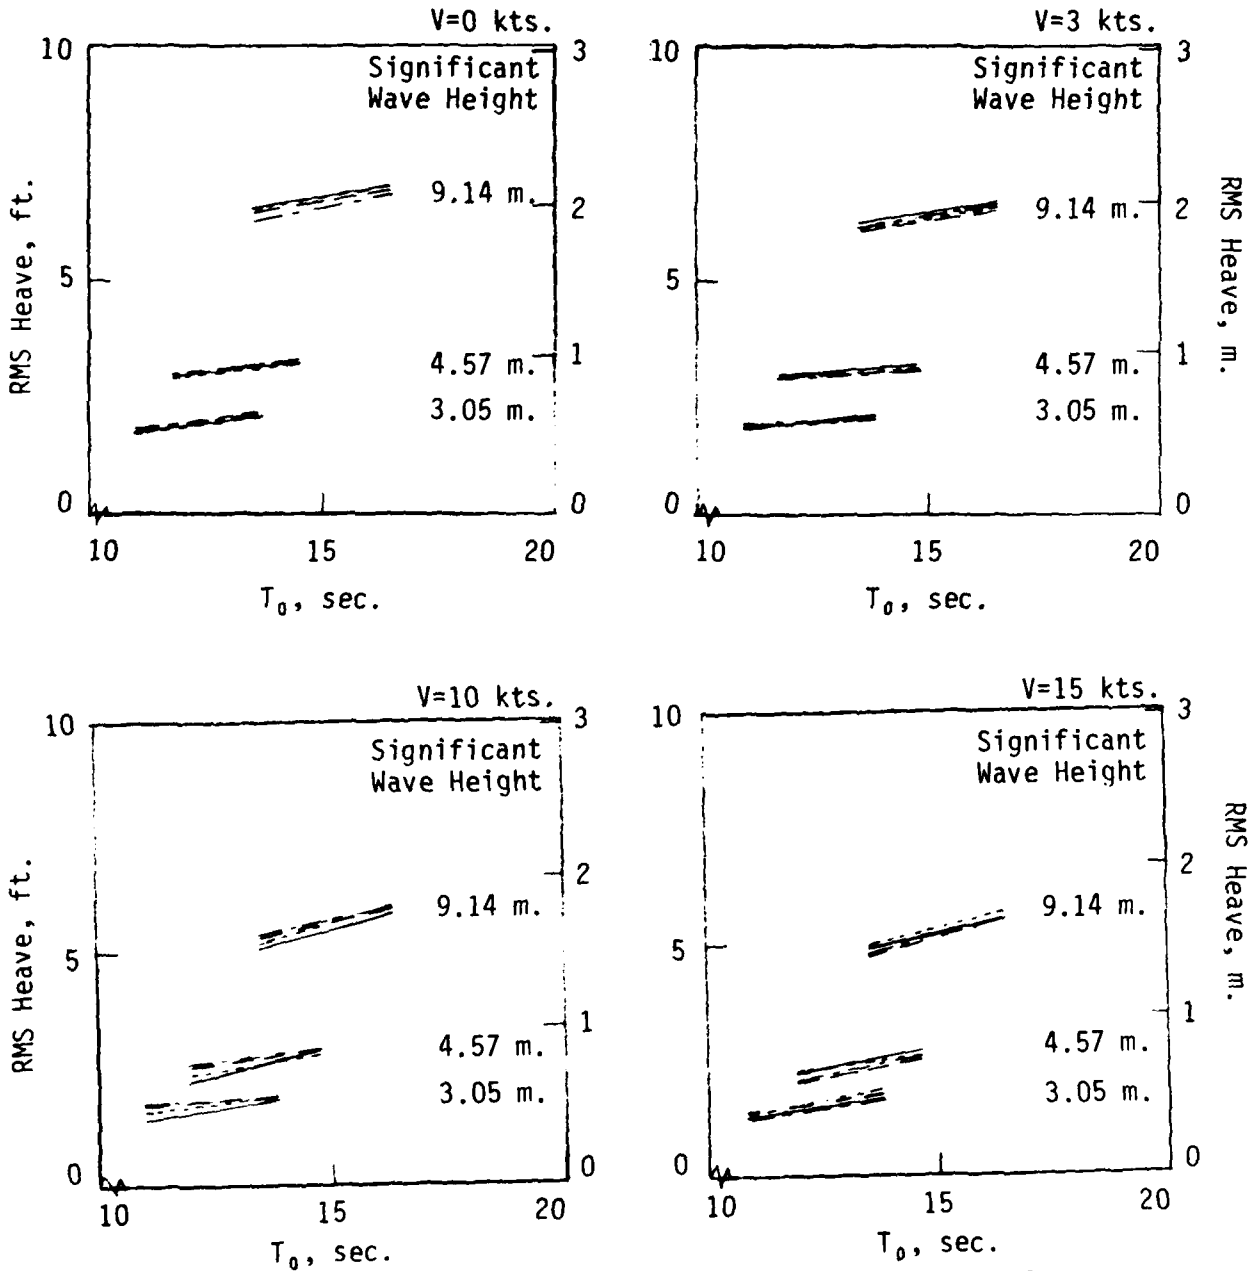 V=0 kts.
10
3
Significant
Wave Height
9.14 m.
2
5
4.57 m.
1
3.05 m.
0
0
10
15
20
RMS Heave, ft.
T₀, sec.
V=3 kts.
10
3
Significant
Wave Height
9.14 m.
2
5
4.57 m.
1
3.05 m.
0
0
10
15
20
RMS Heave, m.
T₀, sec.
V=10 kts.
10
3
Significant
Wave Height
2
9.14 m.
5
1
4.57 m.
3.05 m.
0
0
10
15
20
RMS Heave, ft.
T₀, sec.
V=15 kts.
10
3
Significant
Wave Height
2
9.14 m.
5
1
4.57 m.
3.05 m.
0
0
10
15
20
RMS Heave, m.
T₀, sec.